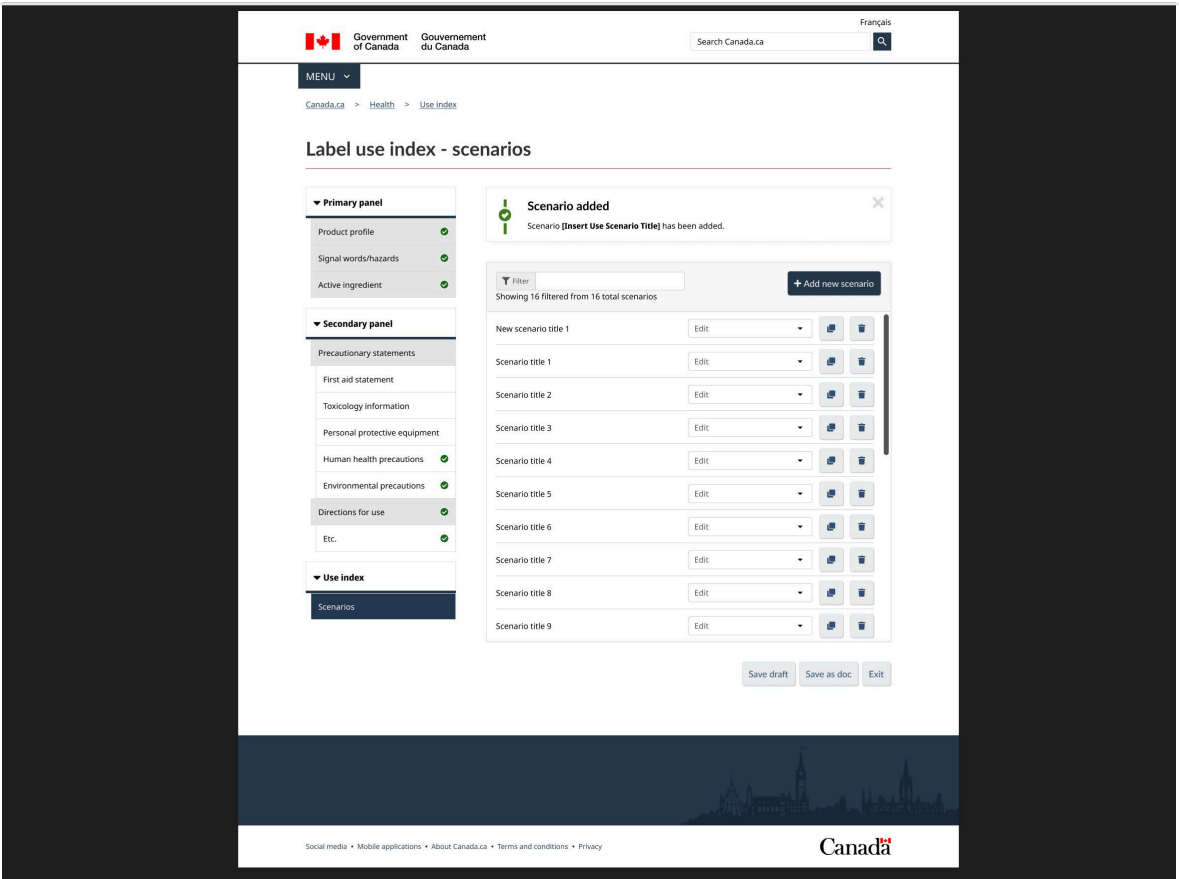 Français
Government of Canada
Gouvernement du Canada
Search Canada.ca
MENU
Canada.ca > Health > Use index
Label use index - scenarios
Primary panel
Product profile
Signal words/hazards
Active ingredient
Secondary panel
Precautionary statements
First aid statement
Toxicology information
Personal protective equipment
Human health precautions
Environmental precautions
Directions for use
Etc.
Use index
Scenarios
Scenario added
Scenario [Insert Use Scenario Title] has been added.
Filter
+ Add new scenario
Showing 16 filtered from 16 total scenarios
New scenario title 1 Edit
Scenario title 1 Edit
Scenario title 2 Edit
Scenario title 3 Edit
Scenario title 4 Edit
Scenario title 5 Edit
Scenario title 6 Edit
Scenario title 7 Edit
Scenario title 8 Edit
Scenario title 9 Edit
Save draft Save as doc Exit
Social media • Mobile applications • About Canada.ca • Terms and conditions • Privacy
Canada